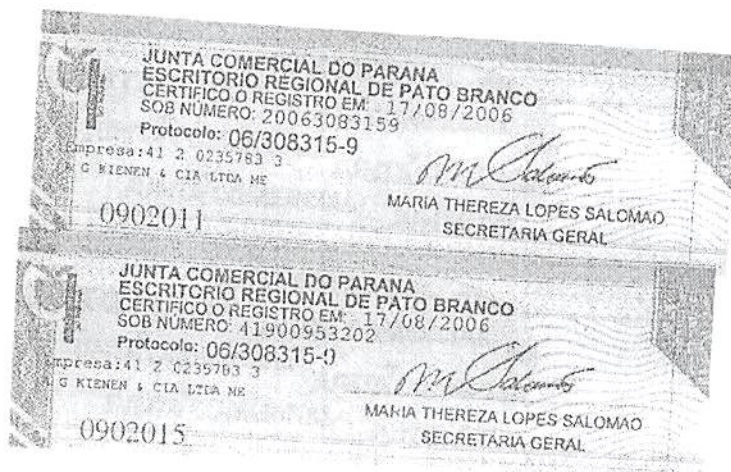 JUNTA COMERCIAL DO PARANA
ESCRITORIO REGIONAL DE PATO BRANCO
CERTIFICO O REGISTRO EM: 17/08/2006
SOB NÚMERO: 20063083159
Protocolo: 06/308315-9
Empresa:41 2 0235783 3
G KIENEN & CIA LTDA ME
MARIA THEREZA LOPES SALOMAO
SECRETARIA GERAL
0902011
JUNTA COMERCIAL DO PARANA
ESCRITORIO REGIONAL DE PATO BRANCO
CERTIFICO O REGISTRO EM: 17/08/2006
SOB NÚMERO: 41900953202
Protocolo: 06/308315-9
mpresa:41 2 0235783 3
G KIENEN & CIA LTDA ME
MARIA THEREZA LOPES SALOMAO
SECRETARIA GERAL
0902015